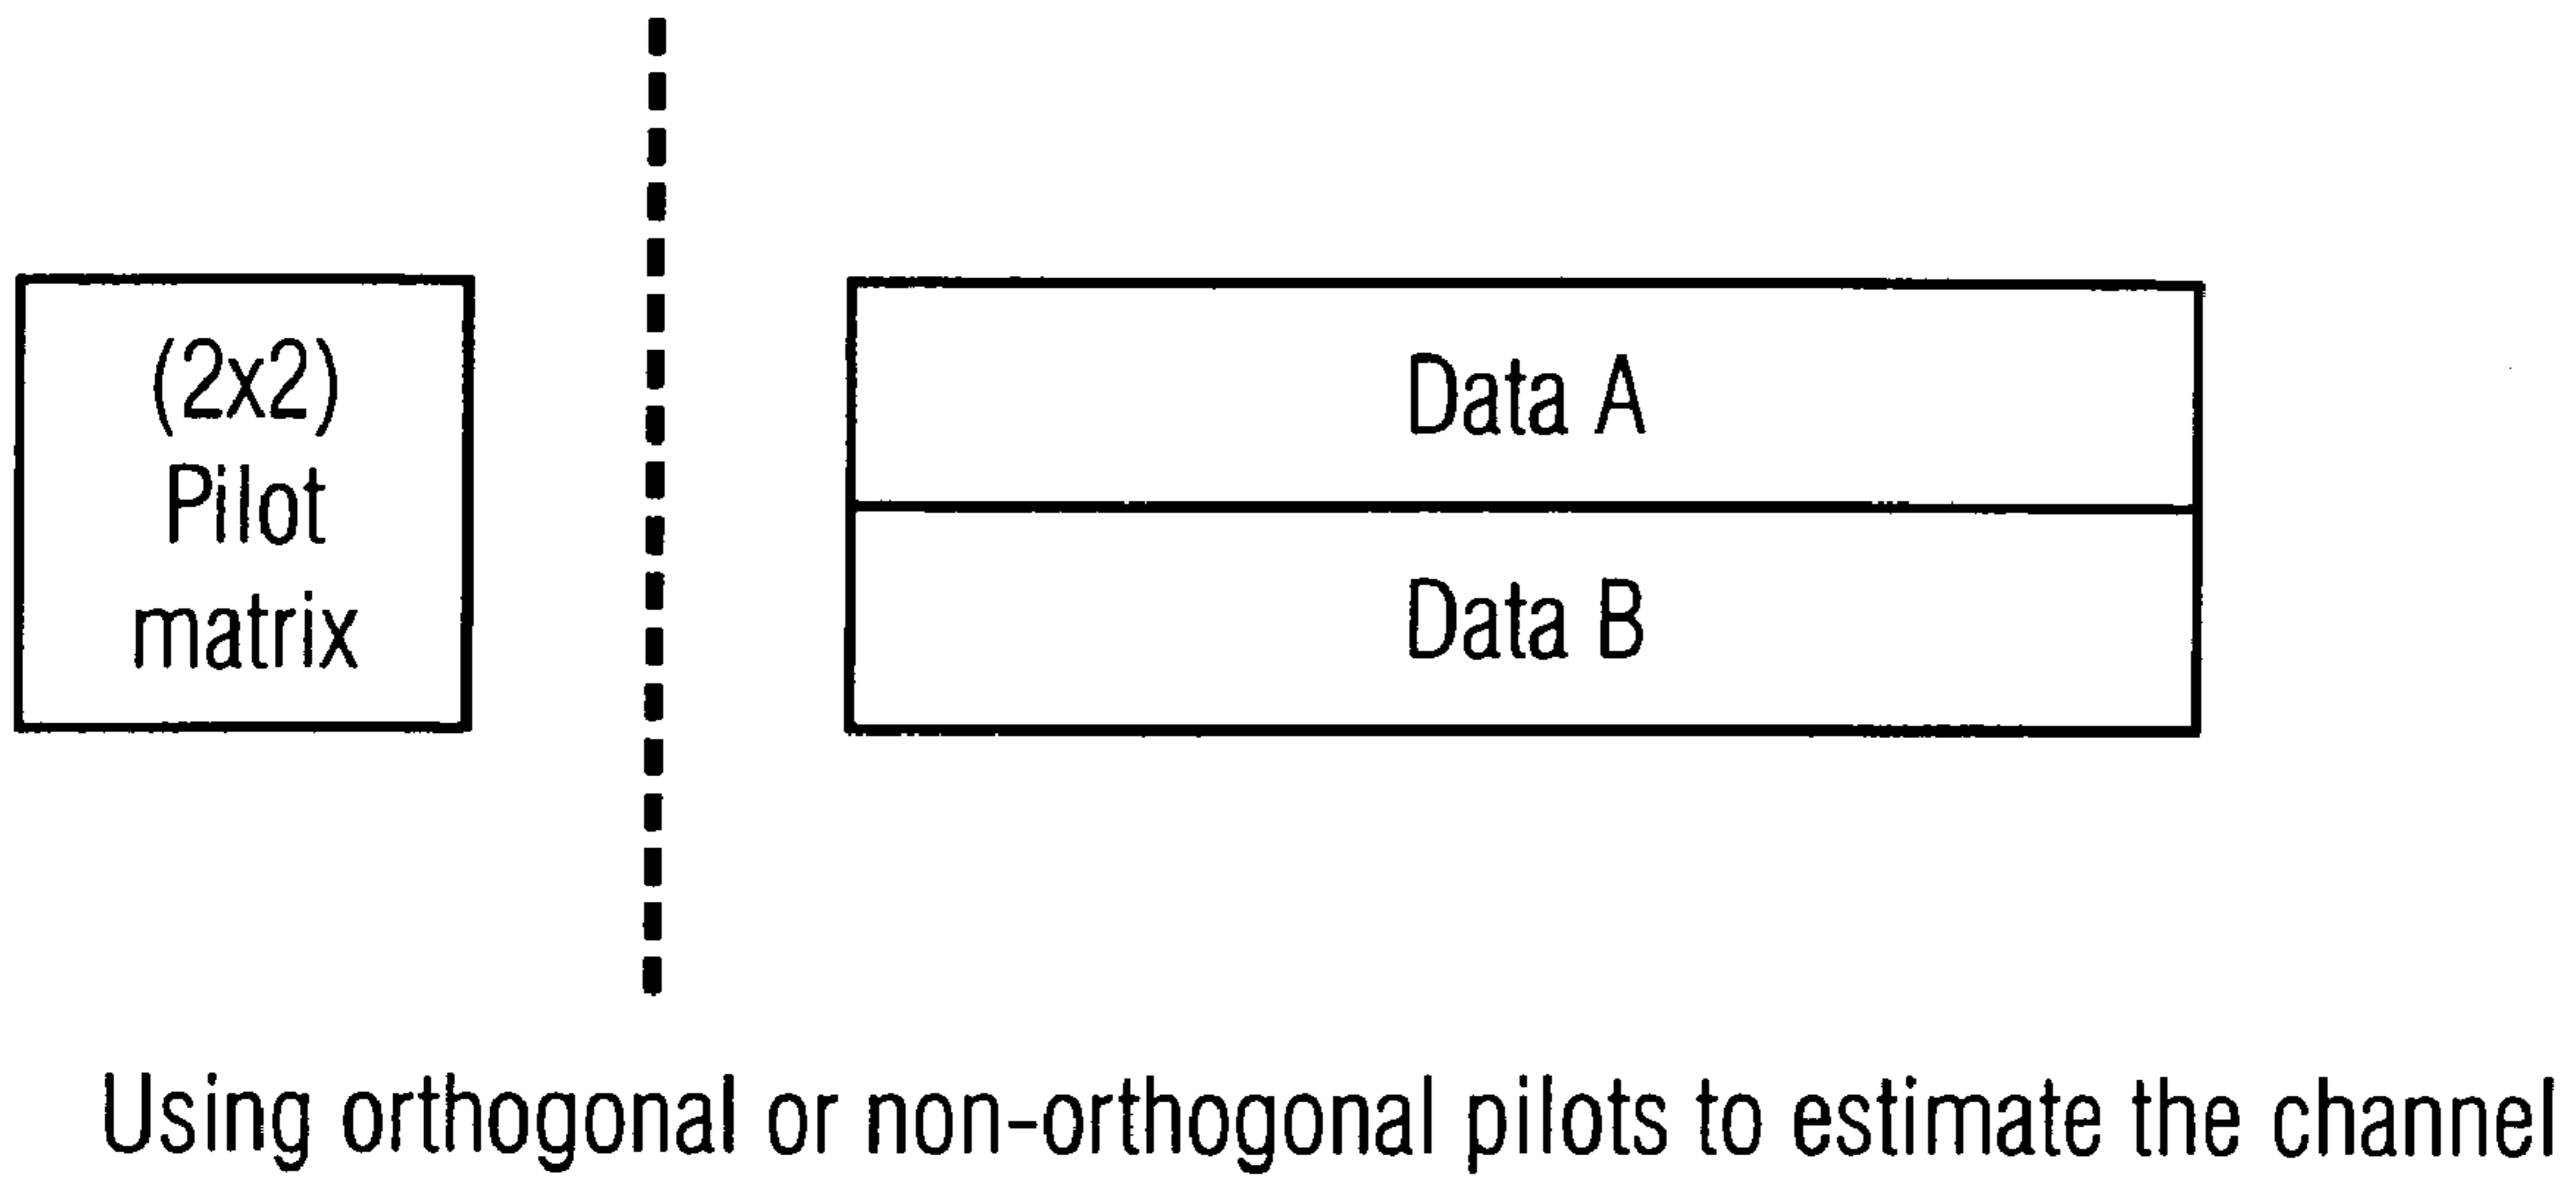 (2x2)
Pilot
matrix
Data A
Data B
Using orthogonal or non-orthogonal pilots to estimate the channel